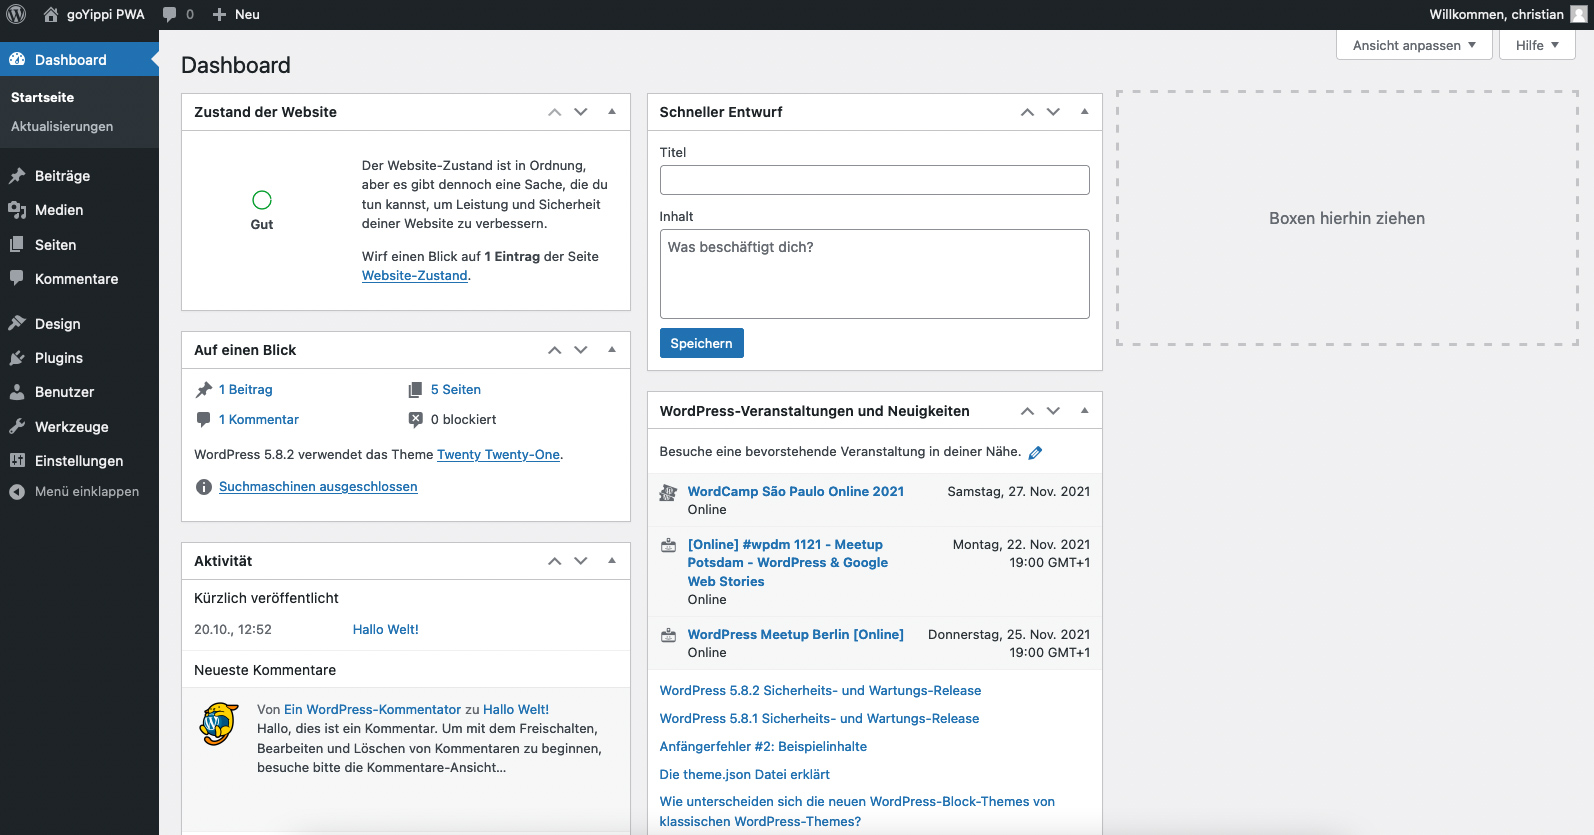 goYippi PWA
0
Neu
Willkommen, christian
Dashboard
Startseite
Aktualisierungen
Beiträge
Medien
Seiten
Kommentare
Design
Plugins
Benutzer
Werkzeuge
Einstellungen
Menü einklappen
Ansicht anpassen
Hilfe
Dashboard
Zustand der Website
Gut
Der Website-Zustand ist in Ordnung,
aber es gibt dennoch eine Sache, die du
tun kannst, um Leistung und Sicherheit
deiner Website zu verbessern.
Wirf einen Blick auf 1 Eintrag der Seite
Website-Zustand.
Auf einen Blick
1 Beitrag
5 Seiten
1 Kommentar
0 blockiert
WordPress 5.8.2 verwendet das Theme Twenty Twenty-One.
Suchmaschinen ausgeschlossen
Aktivität
Kürzlich veröffentlicht
20.10., 12:52
Hallo Welt!
Neueste Kommentare
Von Ein WordPress-Kommentator zu Hallo Welt!
Hallo, dies ist ein Kommentar. Um mit dem Freischalten,
Bearbeiten und Löschen von Kommentaren zu beginnen,
besuche bitte die Kommentare-Ansicht…
Schneller Entwurf
Titel
Inhalt
Was beschäftigt dich?
Speichern
WordPress-Veranstaltungen und Neuigkeiten
Besuche eine bevorstehende Veranstaltung in deiner Nähe.
WordCamp São Paulo Online 2021
Online
Samstag, 27. Nov. 2021
[Online] #wpdm 1121 - Meetup
Potsdam - WordPress & Google
Web Stories
Online
Montag, 22. Nov. 2021
19:00 GMT+1
WordPress Meetup Berlin [Online]
Online
Donnerstag, 25. Nov. 2021
19:00 GMT+1
WordPress 5.8.2 Sicherheits- und Wartungs-Release
WordPress 5.8.1 Sicherheits- und Wartungs-Release
Anfängerfehler #2: Beispielinhalte
Die theme.json Datei erklärt
Wie unterscheiden sich die neuen WordPress-Block-Themes von
klassischen WordPress-Themes?
Boxen hierhin ziehen